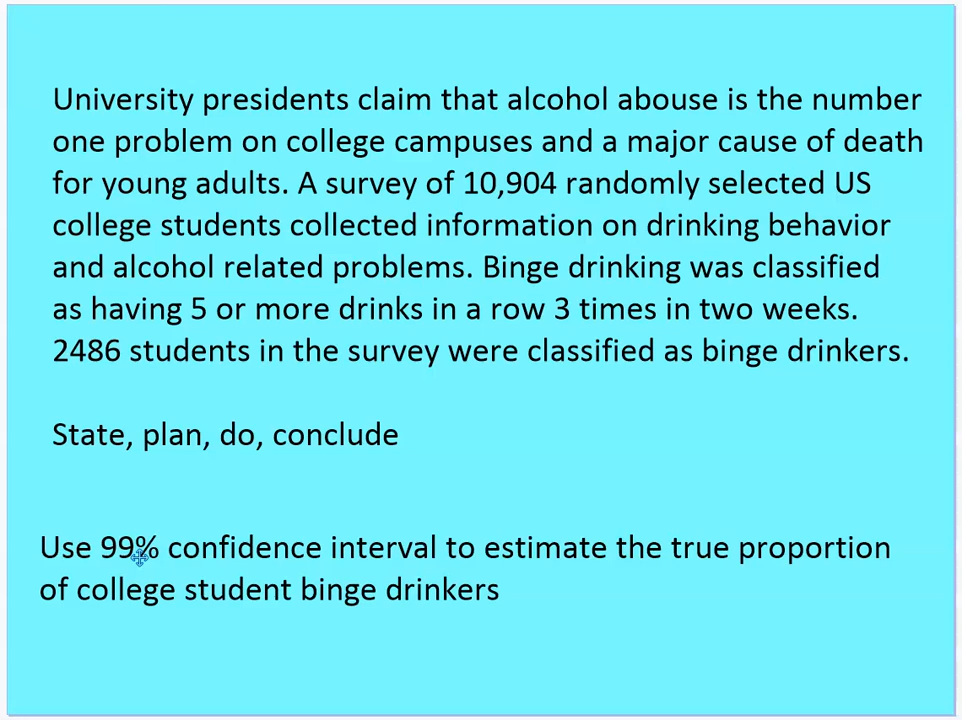 University presidents claim that alcohol abouse is the number
one problem on college campuses and a major cause of death
for young adults. A survey of 10,904 randomly selected US
college students collected information on drinking behavior
and alcohol related problems. Binge drinking was classified
as having 5 or more drinks in a row 3 times in two weeks.
2486 students in the survey were classified as binge drinkers.
State, plan, do, conclude
Use 99% confidence interval to estimate the true proportion
of college student binge drinkers